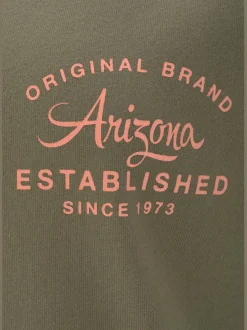 ORIGINAL BRAND
Arizona
ESTABLISHED
SINCE 1973